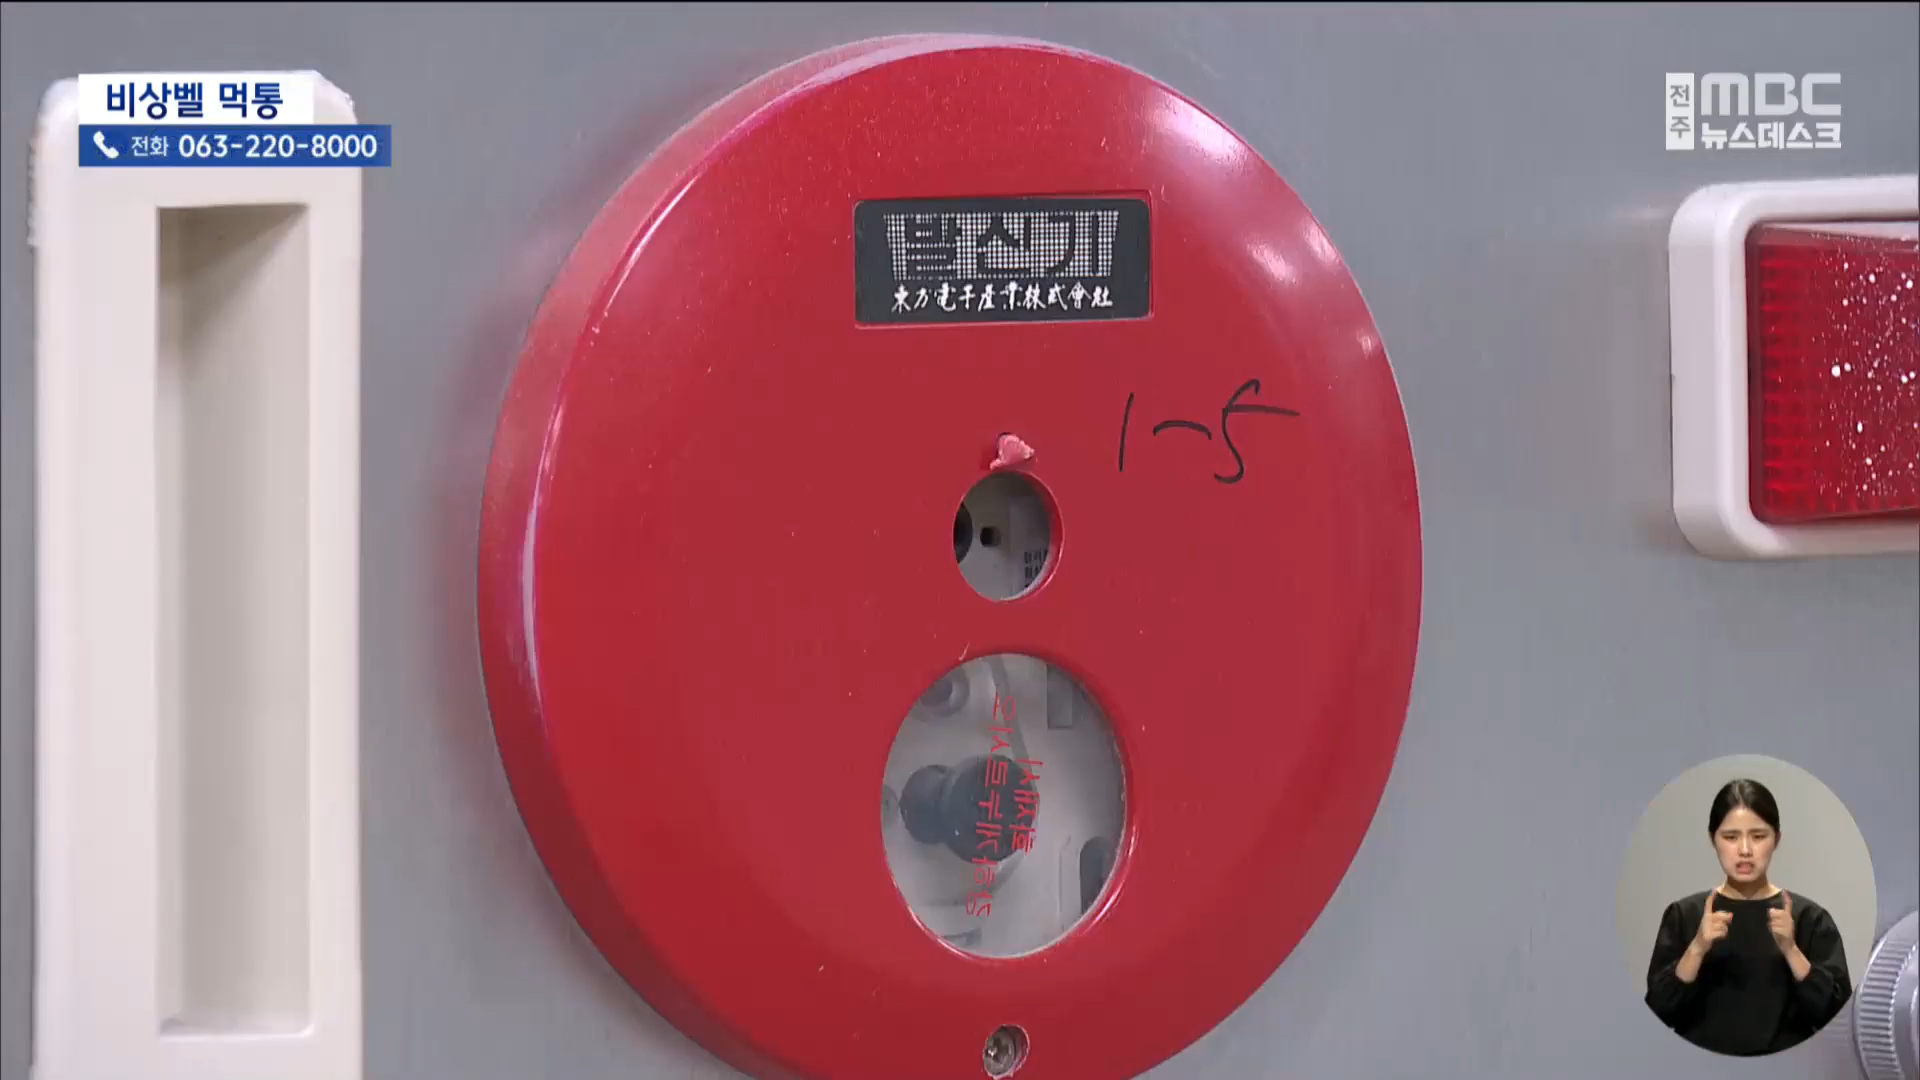 비상벨 먹통
전화 063-220-8000
전주 MBC
뉴스데스크
발신기
東方電子産業株式會社
1-5